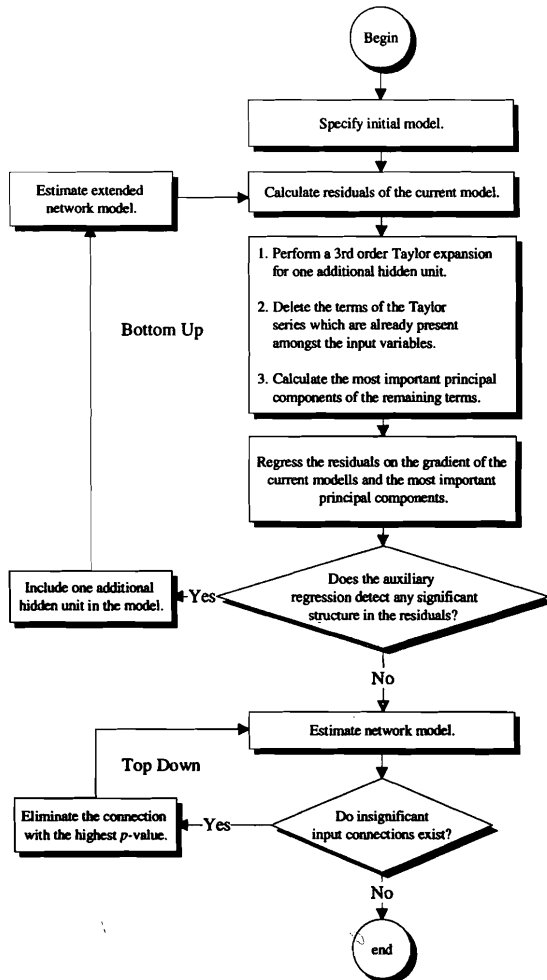 Begin
Specify initial model.
Estimate extended
network model.
Calculate residuals of the current model.
1. Perform a 3rd order Taylor expansion
for one additional hidden unit.
2. Delete the terms of the Taylor
series which are already present
amongst the input variables.
3. Calculate the most important principal
components of the remaining terms.
Bottom Up
Regress the residuals on the gradient of the
current modells and the most important
principal components.
Include one additional
hidden unit in the model.
Yes
Does the auxiliary
regression detect any significant
structure in the residuals?
No
Estimate network model.
Top Down
Eliminate the connection
with the highest p-value.
Yes
Do insignificant
input connections exist?
No
end